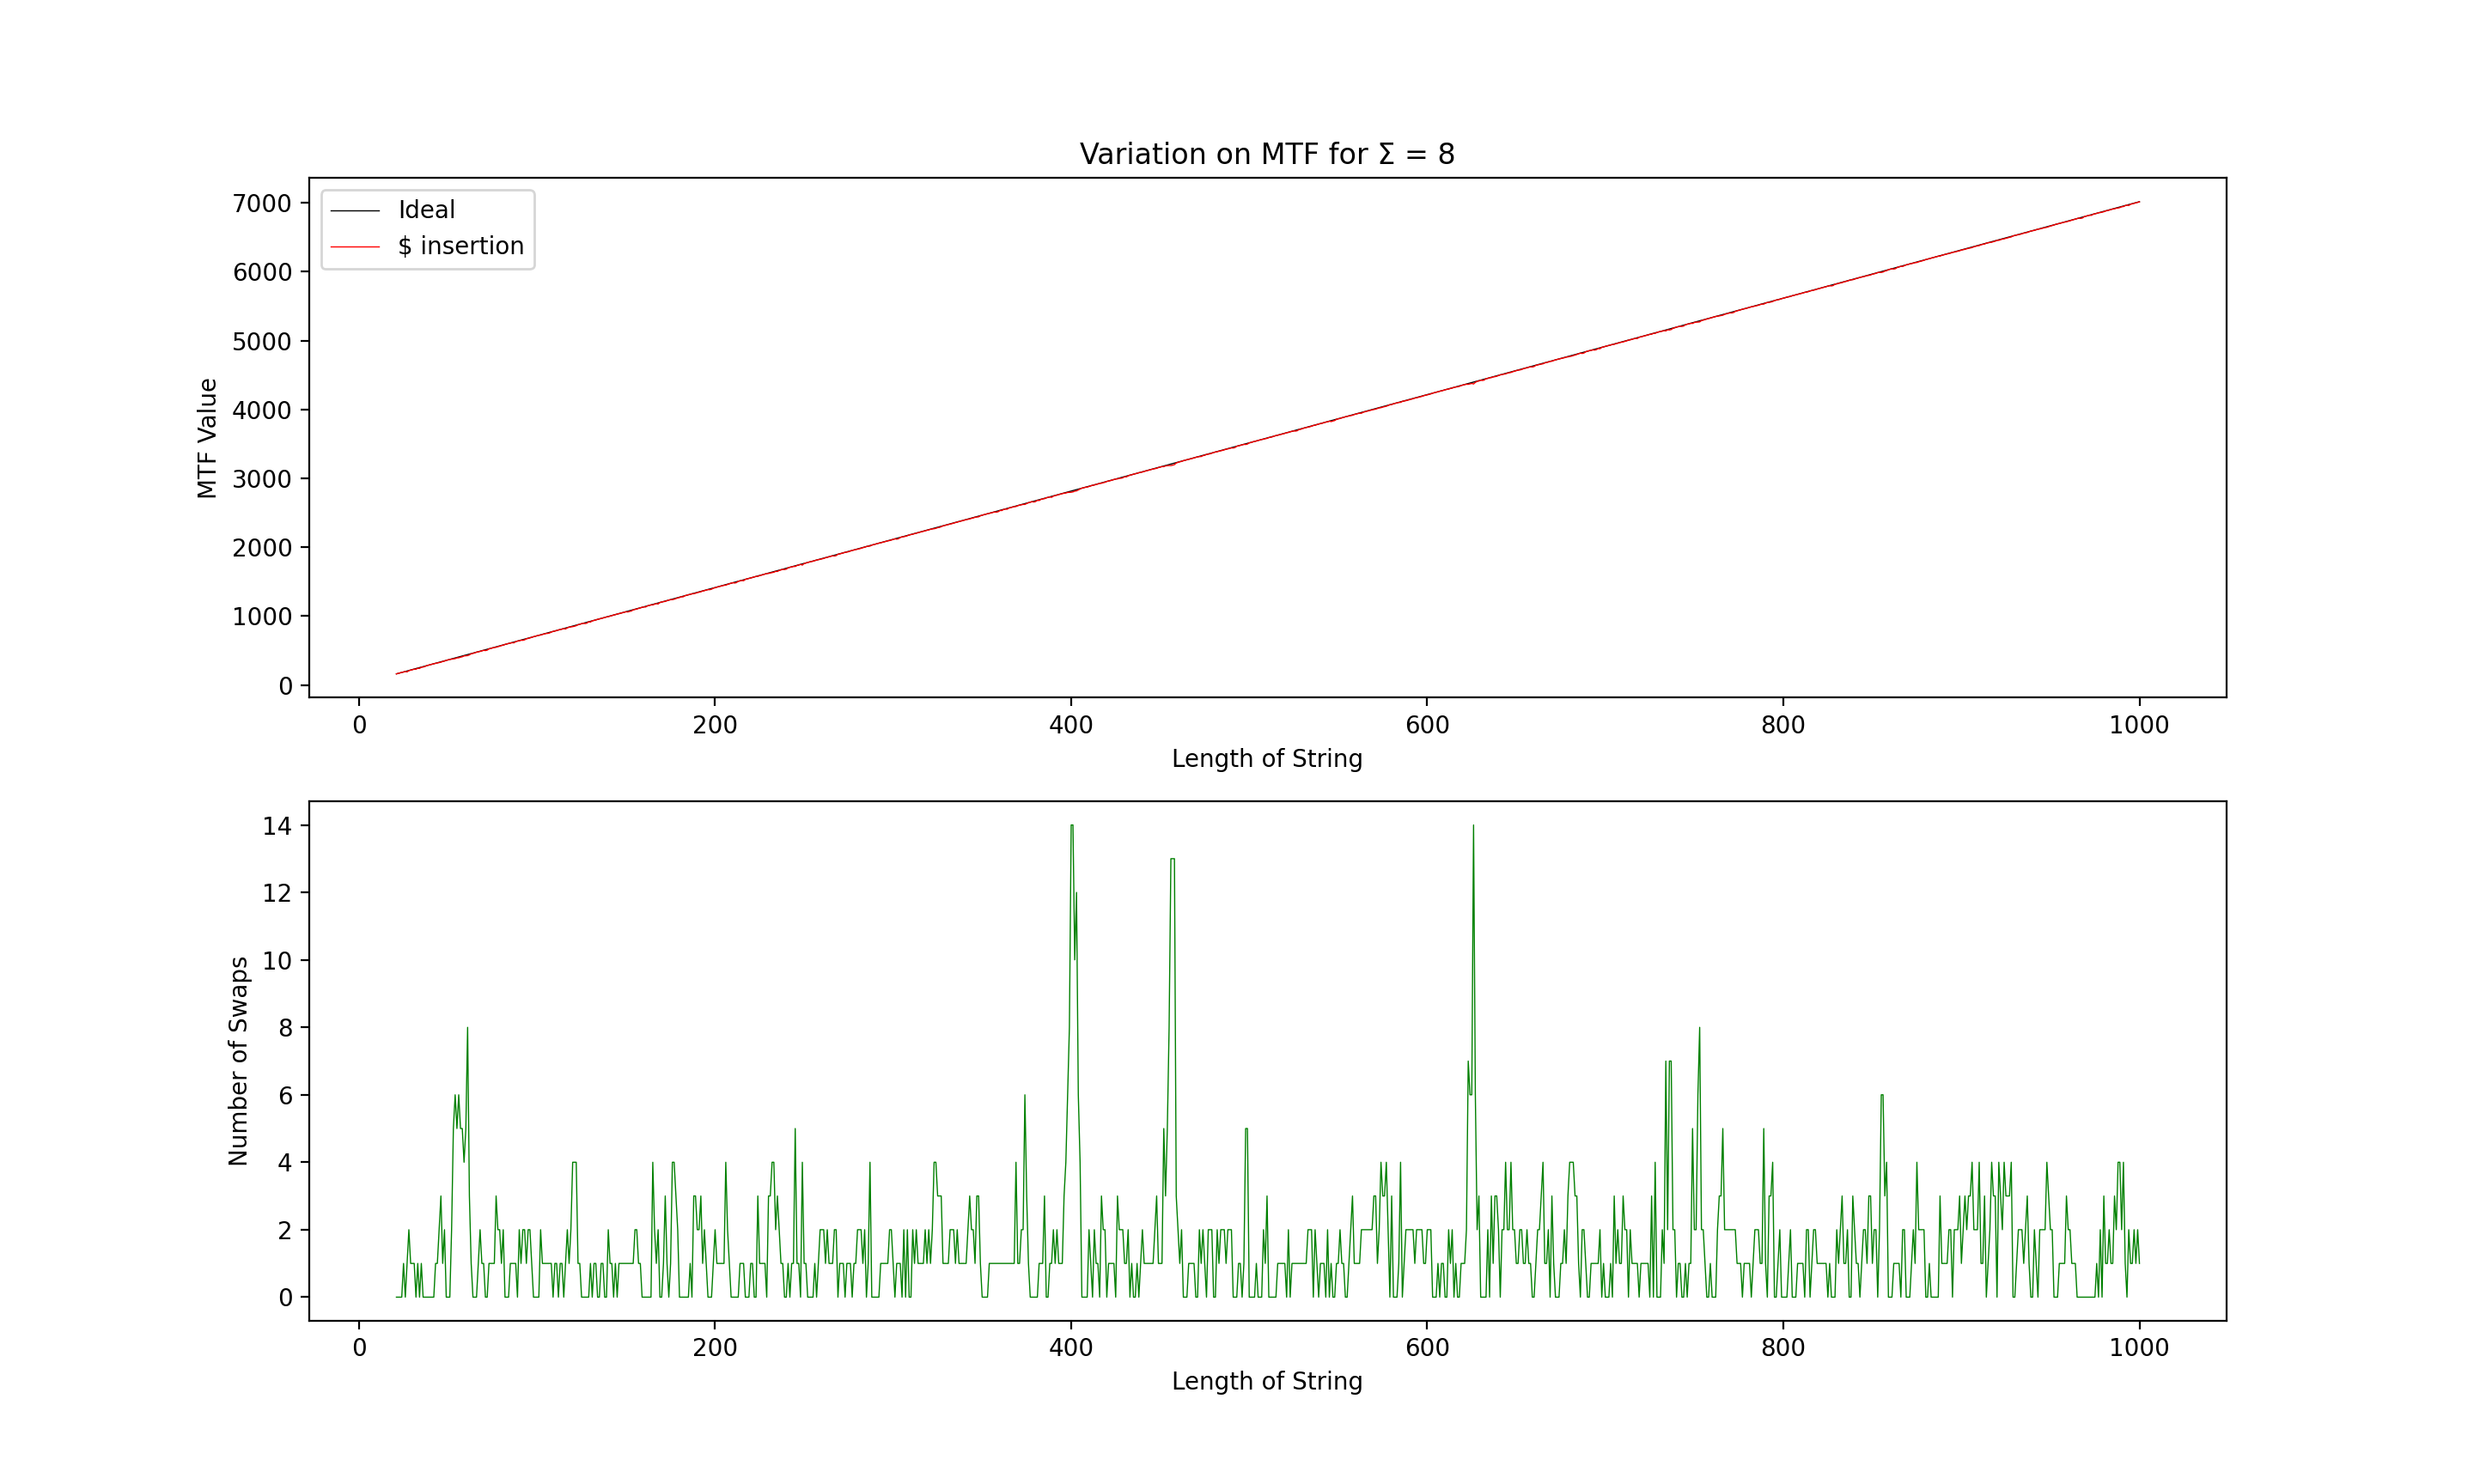 Variation on MTF for Σ = 8
7000
6000
5000
4000
3000
2000
1000
0
MTF Value
Ideal
$ insertion
0 200 400 600 800 1000
Length of String
14
12
10
8
6
4
2
0
Number of Swaps
0 200 400 600 800 1000
Length of String